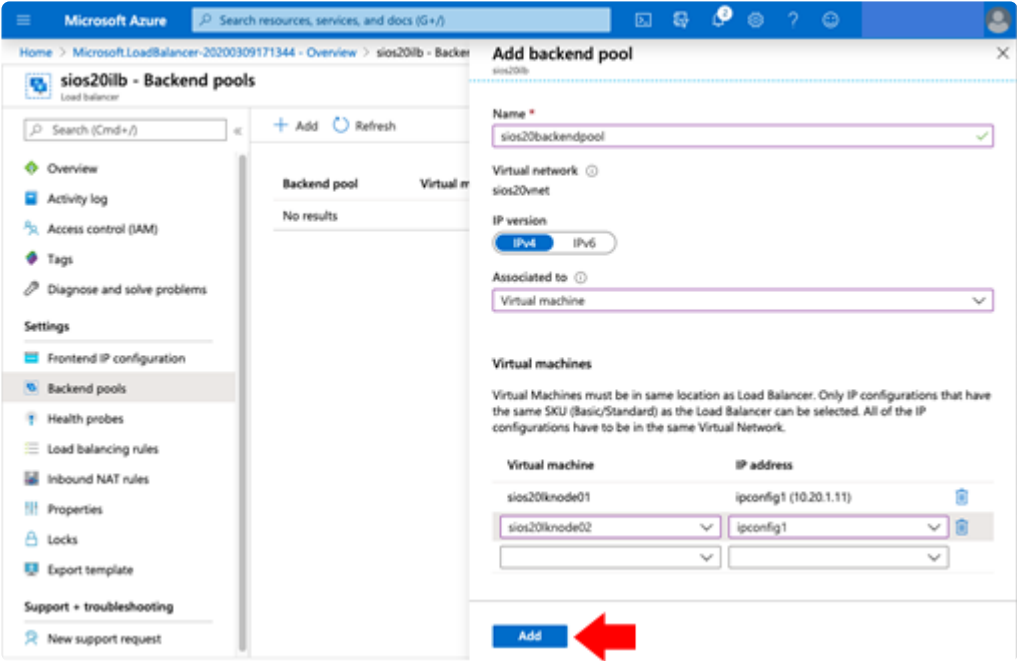 Microsoft Azure
Search resources, services, and docs (G+/)
2
?
Home > Microsoft.LoadBalancer-20200309171344 - Overview > sios20ilb - Backen
sios20ilb - Backend pools
Load balancer
Search (Cmd+/)
«
Overview
Activity log
Access control (IAM)
Tags
Diagnose and solve problems
Settings
Frontend IP configuration
Backend pools
Health probes
Load balancing rules
Inbound NAT rules
Properties
Locks
Export template
Support + troubleshooting
New support request
+ Add Refresh
Backend pool Virtual m
No results
Add backend pool
sios20ilb
Name *
sios20backendpool
Virtual network
sios20vnet
IP version
IPv4 IPv6
Associated to
Virtual machine
Virtual machines
Virtual Machines must be in same location as Load Balancer. Only IP configurations that have
the same SKU (Basic/Standard) as the Load Balancer can be selected. All of the IP
configurations have to be in the same Virtual Network.
Virtual machine IP address
sios20lknode01 ipconfig1 (10.20.1.11)
sios20lknode02 ipconfig1
Add